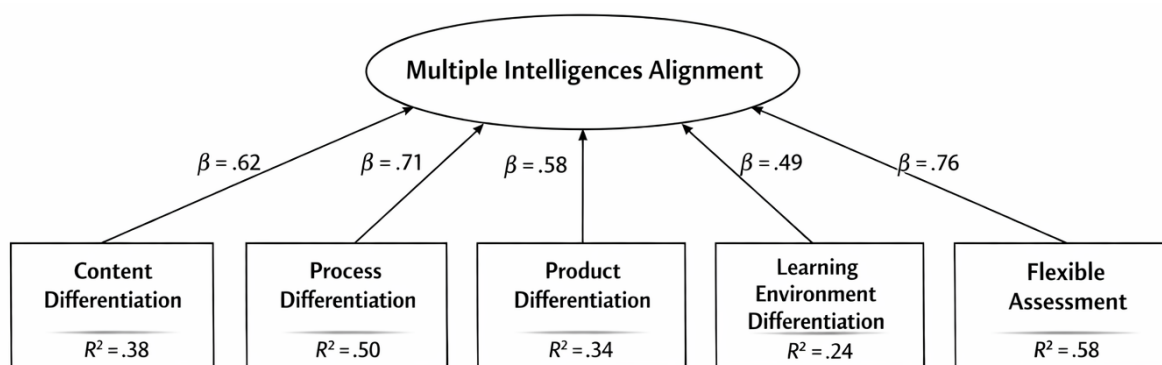 Multiple Intelligences Alignment
β = .62
β = .71
β = .58
β = .49
β = .76
Content
Differentiation
R² = .38
Process
Differentiation
R² = .50
Product
Differentiation
R² = .34
Learning
Environment
Differentiation
R² = .24
Flexible
Assessment
R² = .58